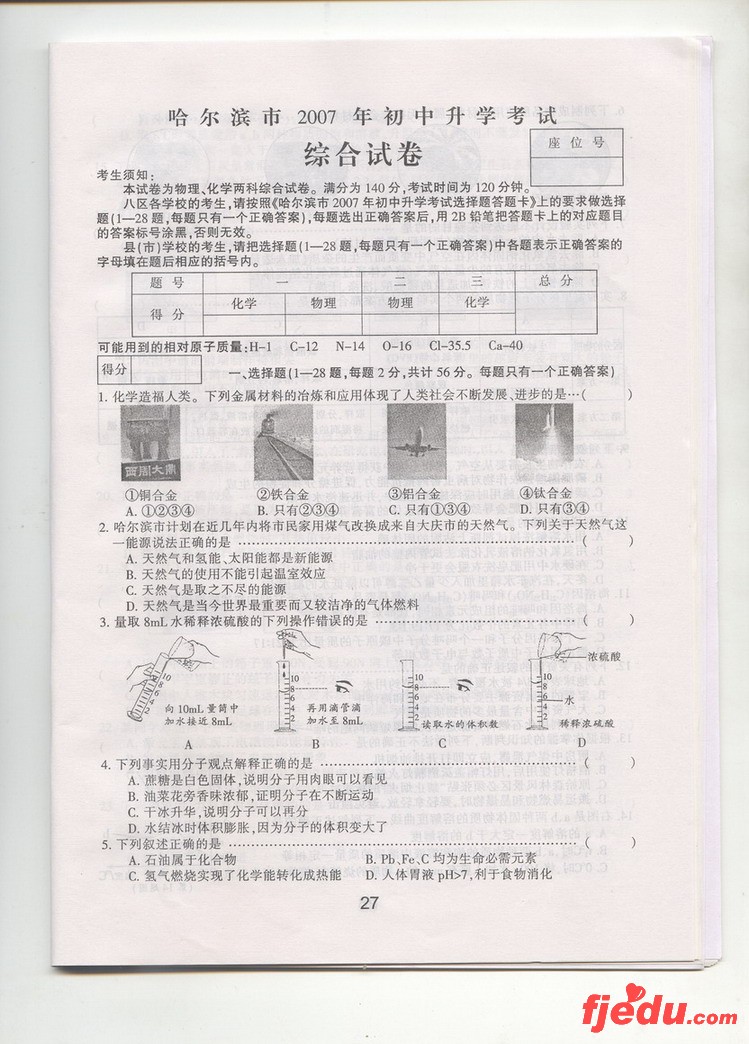 哈尔滨市 2007 年初中升学考试
综合试卷
座 位 号
考生须知:
本试卷为物理、化学两科综合试卷。满分为 140 分,考试时间为 120 分钟。
八区各学校的考生,请按照《哈尔滨市 2007 年初中升学考试选择题答题卡》上的要求做选择
题(1—28 题,每题只有一个正确答案),每题选出正确答案后,用 2B 铅笔把答题卡上的对应题目
的答案标号涂黑,否则无效。
县(市)学校的考生,请把选择题(1—28 题,每题只有一个正确答案)中各题表示正确答案的
字母填在题后相应的括号内。
题 号 一 二 三 总 分
化学 物理 物理 化学
得 分
可能用到的相对原子质量:H-1 C-12 N-14 O-16 Cl-35.5 Ca-40
得分
一、选择题(1—28 题,每题 2 分,共计 56 分。每题只有一个正确答案)
1. 化学造福人类。下列金属材料的冶炼和应用体现了人类社会不断发展、进步的是…( )
西周大鼎
①铜合金 ②铁合金 ③铝合金 ④钛合金
A. ①②③④ B. 只有②③④ C. 只有①③④ D. 只有③④
2. 哈尔滨市计划在近几年内将市民家用煤气改换成来自大庆市的天然气。下列关于天然气这
一能源说法正确的是 ………………………………………………………… ( )
A. 天然气和氢能、太阳能都是新能源
B. 天然气的使用不能引起温室效应
C. 天然气是取之不尽的能源
D. 天然气是当今世界最重要而又较洁净的气体燃料
3. 量取 8mL 水稀释浓硫酸的下列操作错误的是 ………………………………… ( )
10 8 6 4 2
10 8 6 4 2
10 8 6 4 2
10 8 6 4 2
浓硫酸
水
向 10mL 量筒中
加水接近 8mL
再用滴管滴
加水至 8mL
读取水的体积数
稀释浓硫酸
A B C D
4. 下列事实用分子观点解释正确的是 ………………………………………… ( )
A. 蔗糖是白色固体,说明分子用肉眼可以看见
B. 油菜花旁香味浓郁,证明分子在不断运动
C. 干冰升华,说明分子可以再分
D. 水结冰时体积膨胀,因为分子的体积变大了
5. 下列叙述正确的是 …………………………………………………………… ( )
A. 石油属于化合物 B. Pb、Fe、C 均为生命必需元素
C. 氢气燃烧实现了化学能转化成热能 D. 人体胃液 pH>7,利于食物消化
27
fjedu.com